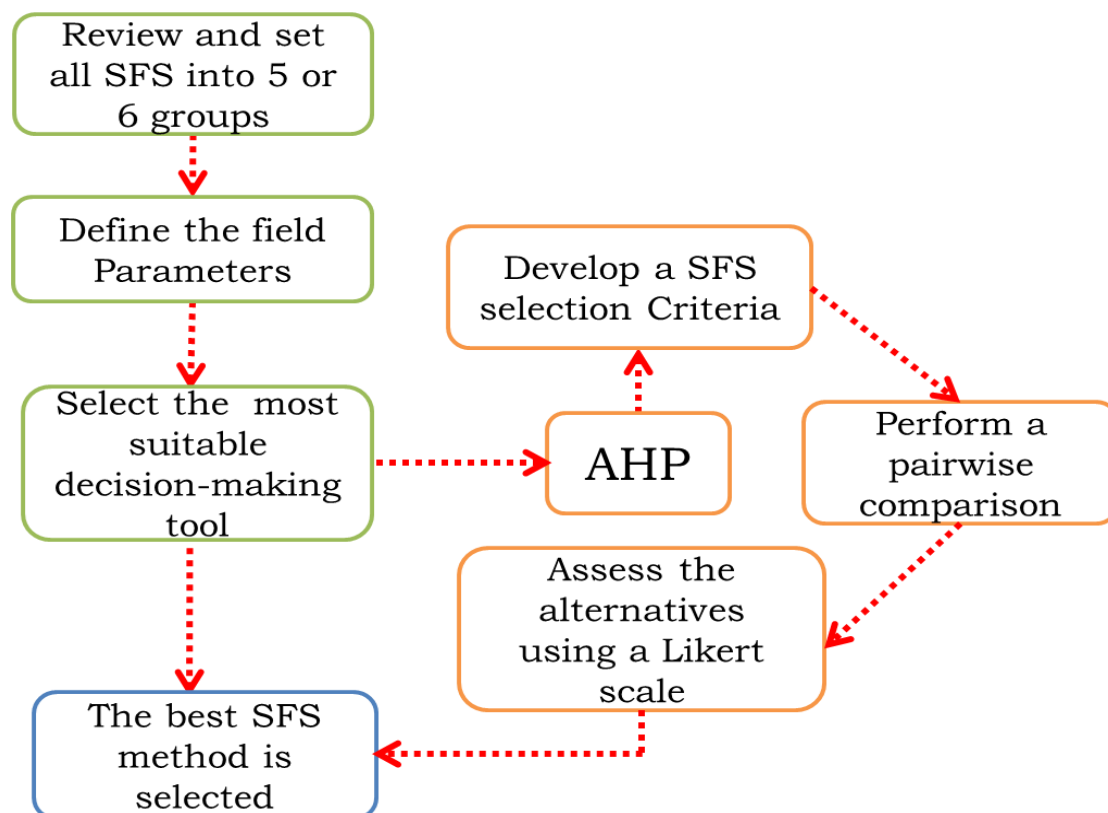 Review and set
all SFS into 5 or
6 groups
Define the field
Parameters
Select the most
suitable
decision-making
tool
AHP
Develop a SFS
selection Criteria
Perform a
pairwise
comparison
Assess the
alternatives
using a Likert
scale
The best SFS
method is
selected